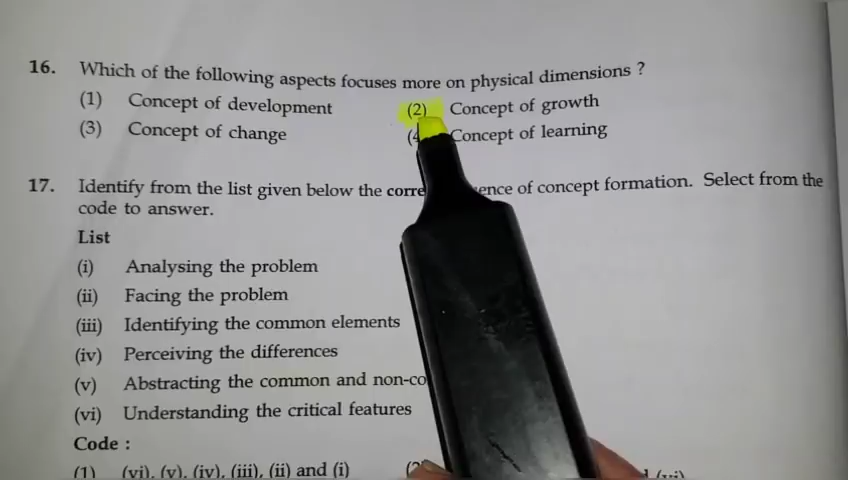 16. Which of the following aspects focuses more on physical dimensions ?
(1) Concept of development (2) Concept of growth
(3) Concept of change (4 Concept of learning
17. Identify from the list given below the corre ence of concept formation. Select from the
code to answer.
List
(i) Analysing the problem
(ii) Facing the problem
(iii) Identifying the common elements
(iv) Perceiving the differences
(v) Abstracting the common and non-co
(vi) Understanding the critical features
Code :
(1) (vi), (v), (iv), (iii), (ii) and (i)